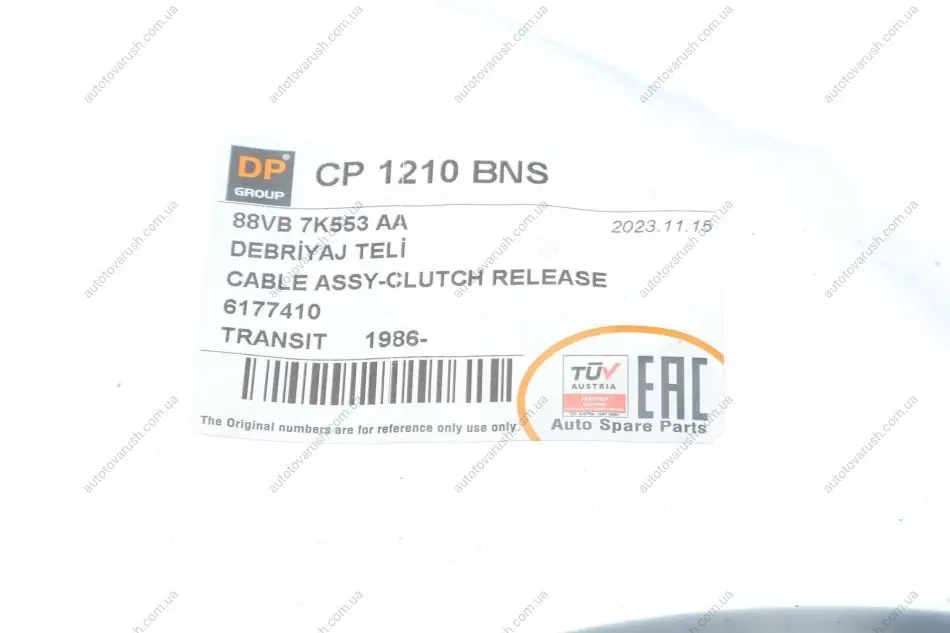 DP®
GROUP
CP 1210 BNS
88VB 7K553 AA
2023.11.15
DEBRİYAJ TELİ
CABLE ASSY-CLUTCH RELEASE
6177410
TRANSIT 1986-
TÜV
AUSTRIA
EAC
Auto Spare Parts
The Original numbers are for reference only use only.
autotovarush.com.ua